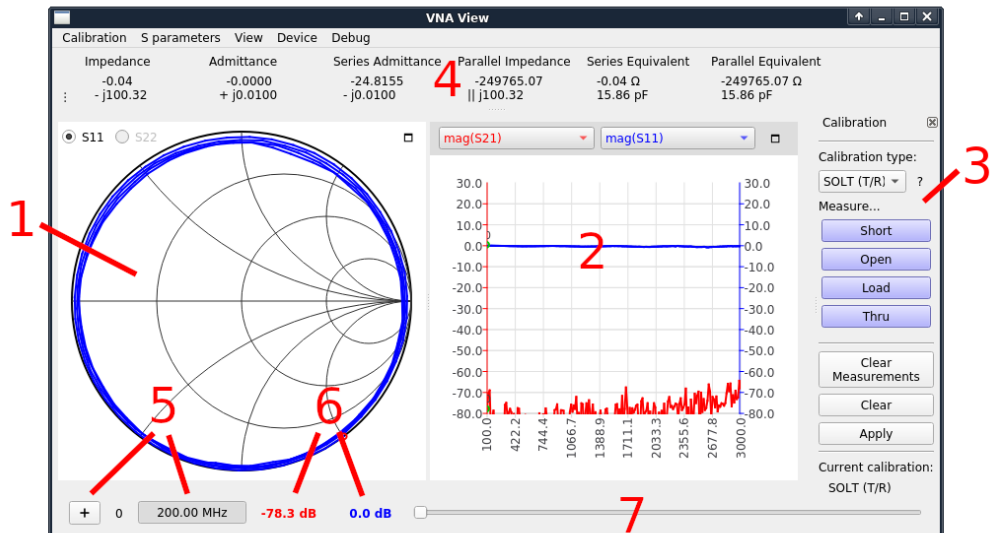 VNA View
Calibration S parameters View Device Debug
Impedance Admittance Series Admittance Parallel Impedance Series Equivalent Parallel Equivalent
-0.04 -0.0000 -24.8155 -249765.07 -0.04 Ω -249765.07 Ω
- j100.32 + j0.0100 - j0.0100 || j100.32 15.86 pF 15.86 pF
4
S11 S22
mag(S21) mag(S11)
1
2
30.0 30.0
20.0 20.0
10.0 10.0
0.0 0.0
-10.0 -10.0
-20.0 -20.0
-30.0 -30.0
-40.0 -40.0
-50.0 -50.0
-60.0 -60.0
-70.0 -70.0
-80.0 -80.0
100.0 422.2 744.4 1066.7 1388.9 1711.1 2033.3 2355.6 2677.8 3000.0
Calibration
Calibration type:
SOLT (T/R) ?
3
Measure...
Short
Open
Load
Thru
Clear
Measurements
Clear
Apply
Current calibration:
SOLT (T/R)
5 6
+ 0 200.00 MHz -78.3 dB 0.0 dB
7